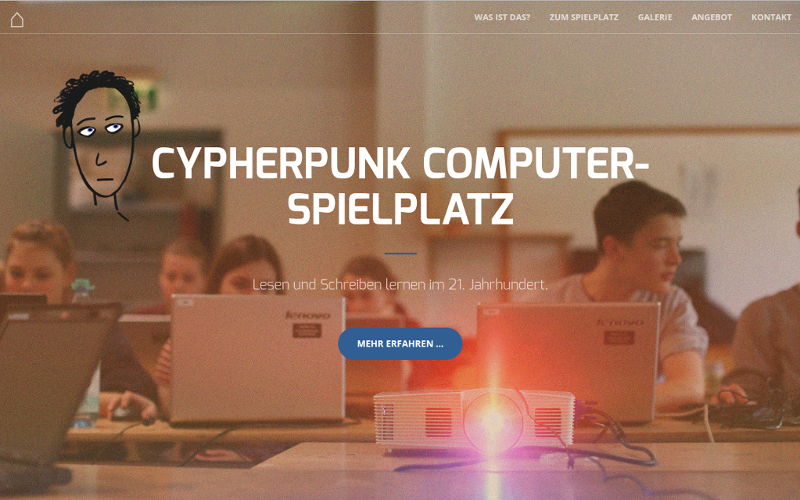 WAS IST DAS?
ZUM SPIELPLATZ
GALERIE
ANGEBOT
KONTAKT
CYPHERPUNK COMPUTER-
SPIELPLATZ
Lesen und Schreiben lernen im 21. Jahrhundert.
lenovo
lenovo
MEHR ERFAHREN ...